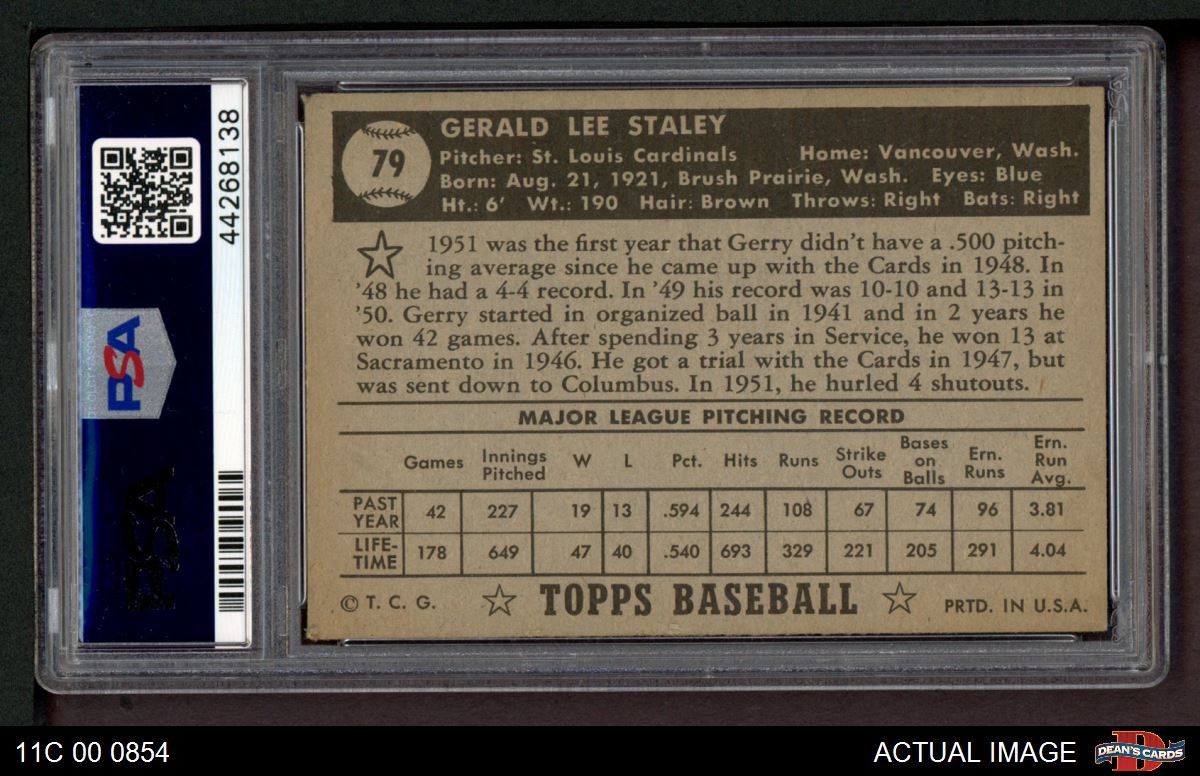 44268138
PSA
PSA
79
GERALD LEE STALEY
Pitcher: St. Louis Cardinals Home: Vancouver, Wash.
Born: Aug. 21, 1921, Brush Prairie, Wash. Eyes: Blue
Ht.: 6' Wt.: 190 Hair: Brown Throws: Right Bats: Right
1951 was the first year that Gerry didn't have a .500 pitch-
ing average since he came up with the Cards in 1948. In
'48 he had a 4-4 record. In '49 his record was 10-10 and 13-13 in
'50. Gerry started in organized ball in 1941 and in 2 years he
won 42 games. After spending 3 years in Service, he won 13 at
Sacramento in 1946. He got a trial with the Cards in 1947, but
was sent down to Columbus. In 1951, he hurled 4 shutouts.
MAJOR LEAGUE PITCHING RECORD
Games Innings Pitched W L Pct. Hits Runs Strike Outs Bases on Balls Ern. Runs Ern. Run Avg.
PAST YEAR 42 227 19 13 .594 244 108 67 74 96 3.81
LIFE-TIME 178 649 47 40 .540 693 329 221 205 291 4.04
© T. C. G. TOPPS BASEBALL PRTD. IN U.S.A.
11C 00 0854
ACTUAL IMAGE
DEAN'S CARDS